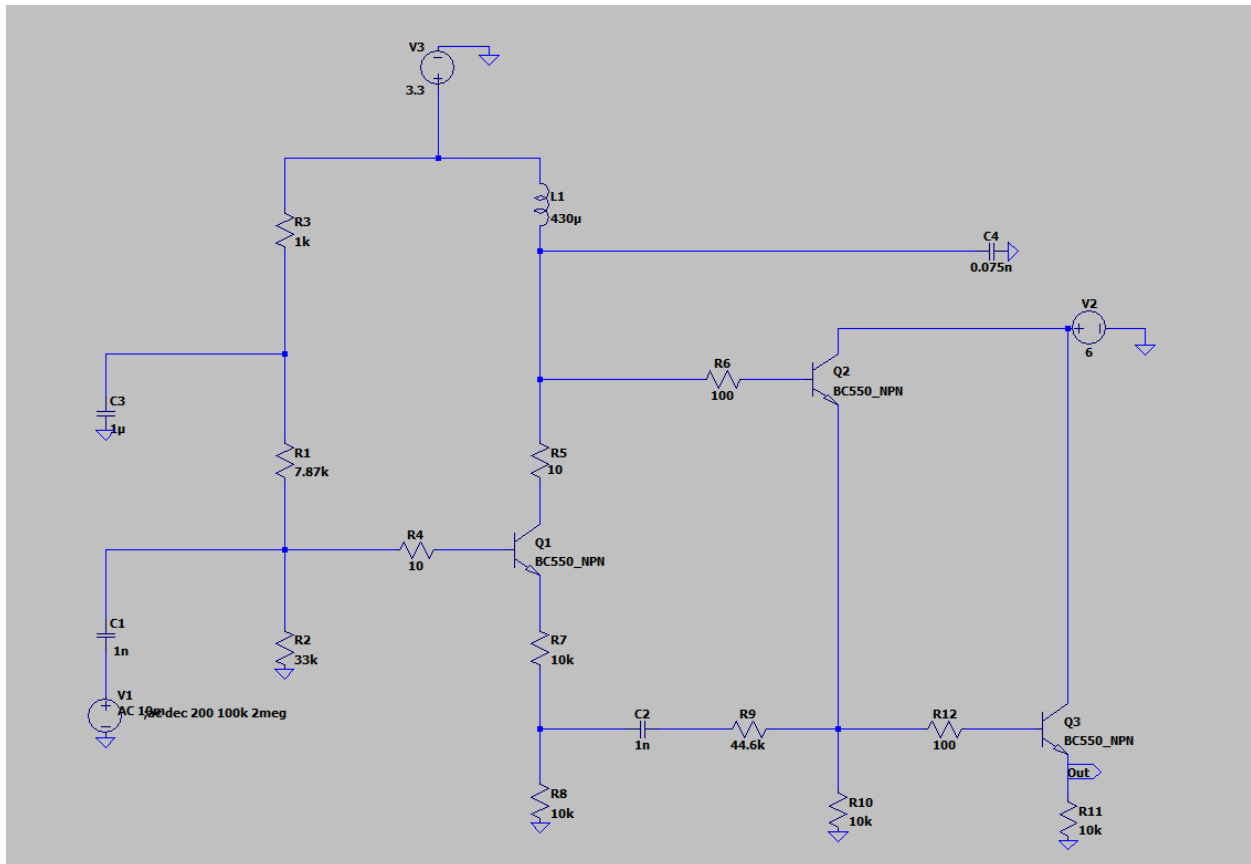 V3
3.3
L1
430µ
R3
1k
C4
0.075n
V2
6
R6
100
Q2
BC550_NPN
C3
1µ
R1
7.87k
R5
10
R4
10
Q1
BC550_NPN
C1
1n
R2
33k
R7
10k
V1
AC 10m
;ac dec 200 100k 2meg
C2
1n
R9
44.6k
R12
100
Q3
BC550_NPN
Out
R8
10k
R10
10k
R11
10k